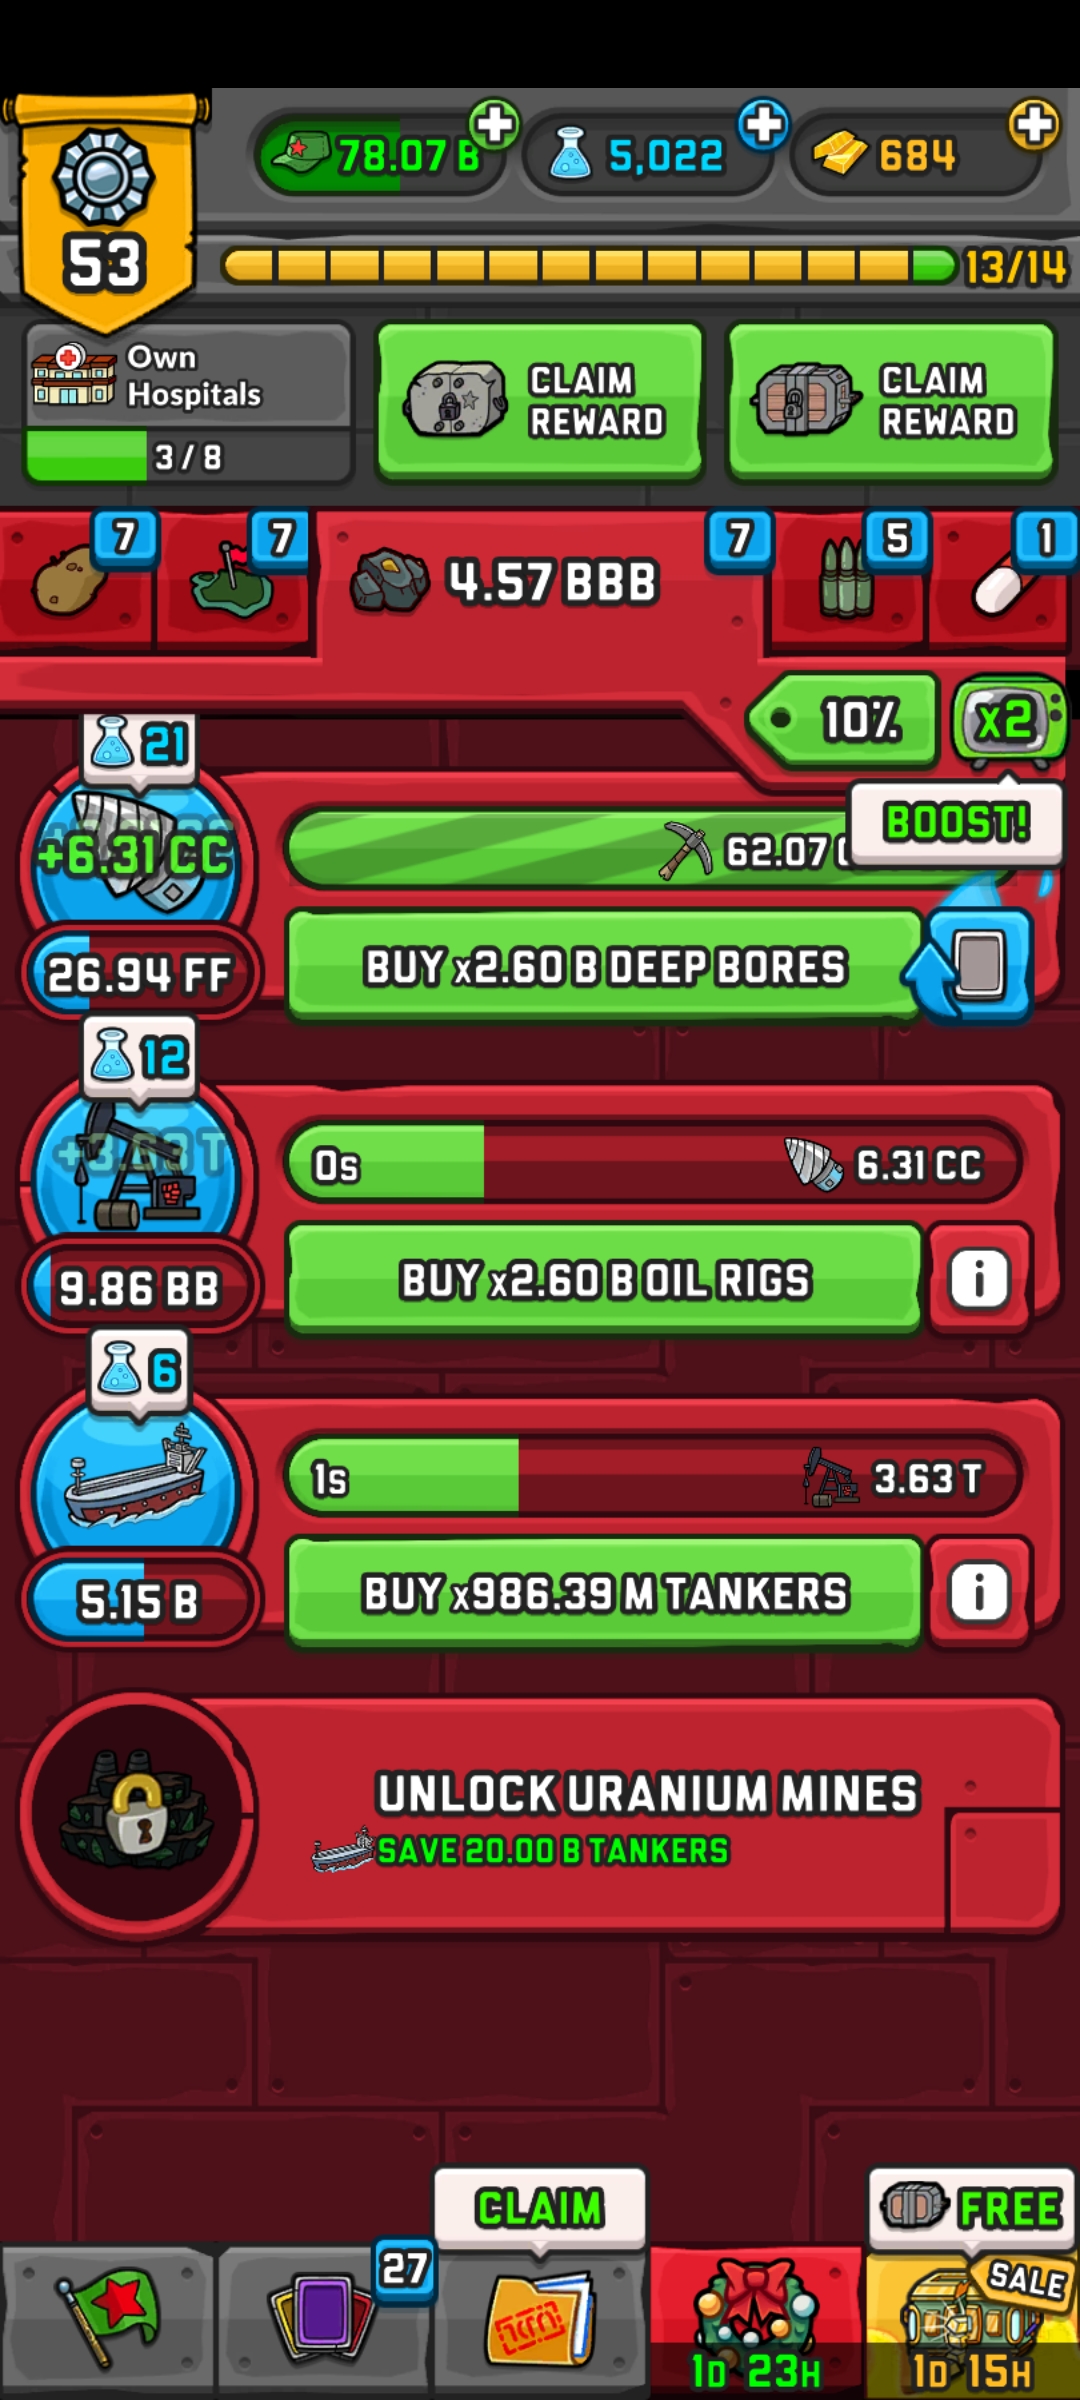 78.07 B
5,022
684
53
13/14
Own
Hospitals
3/8
CLAIM
REWARD
CLAIM
REWARD
7
7
4.57 BBB
7
5
1
10%
x2
BOOST!
21
+6.31 CC
62.07
26.94 FF
BUY x2.60 B DEEP BORES
12
+3.63 T
0s
6.31 CC
9.86 BB
BUY x2.60 B OIL RIGS
i
6
1s
3.63 T
5.15 B
BUY x986.39 M TANKERS
i
UNLOCK URANIUM MINES
SAVE 20.00 B TANKERS
CLAIM
FREE
27
SALE
1D 23H
1D 15H